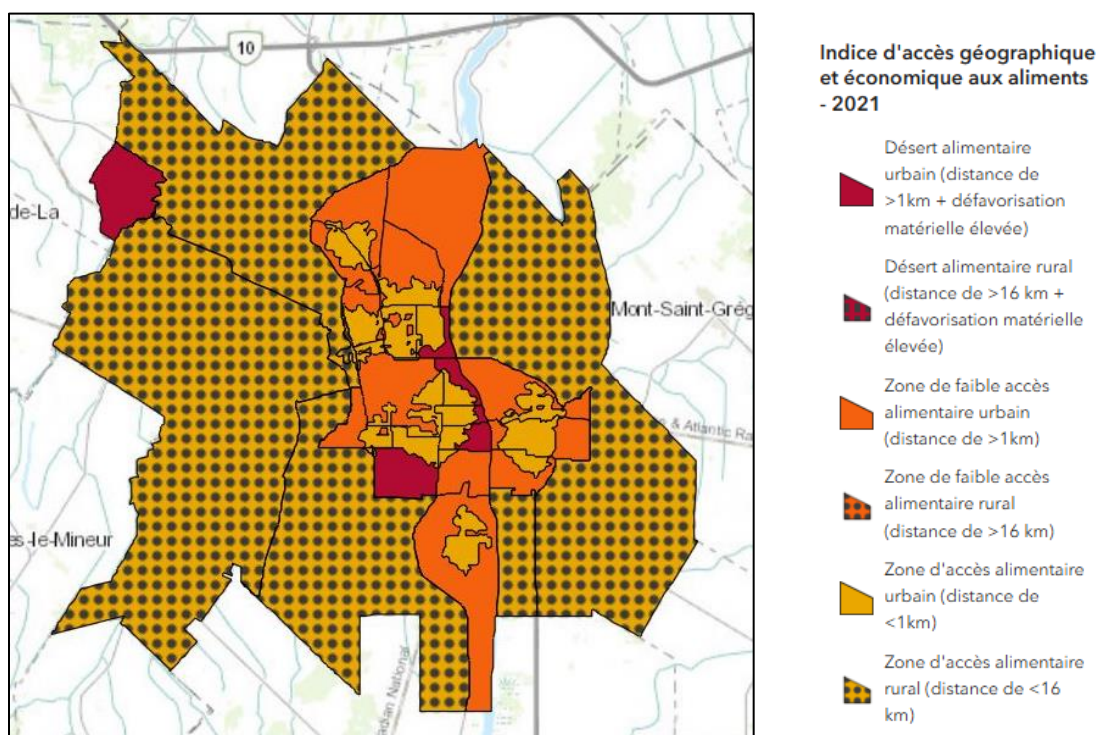 10
de-La
Mont-Saint-Grég
& Atlantic Ra
es-le-Mineur
adian National
Indice d'accès géographique
et économique aux aliments
- 2021
Désert alimentaire
urbain (distance de
>1km + défavorisation
matérielle élevée)
Désert alimentaire rural
(distance de >16 km +
défavorisation matérielle
élevée)
Zone de faible accès
alimentaire urbain
(distance de >1km)
Zone de faible accès
alimentaire rural
(distance de >16 km)
Zone d'accès alimentaire
urbain (distance de
<1km)
Zone d'accès alimentaire
rural (distance de <16
km)